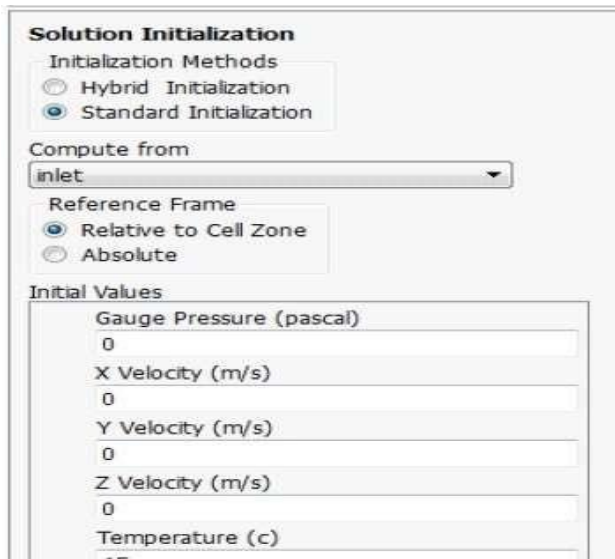 Solution Initialization
Initialization Methods
Hybrid Initialization
Standard Initialization
Compute from
inlet
Reference Frame
Relative to Cell Zone
Absolute
Initial Values
Gauge Pressure (pascal)
0
X Velocity (m/s)
0
Y Velocity (m/s)
0
Z Velocity (m/s)
0
Temperature (c)